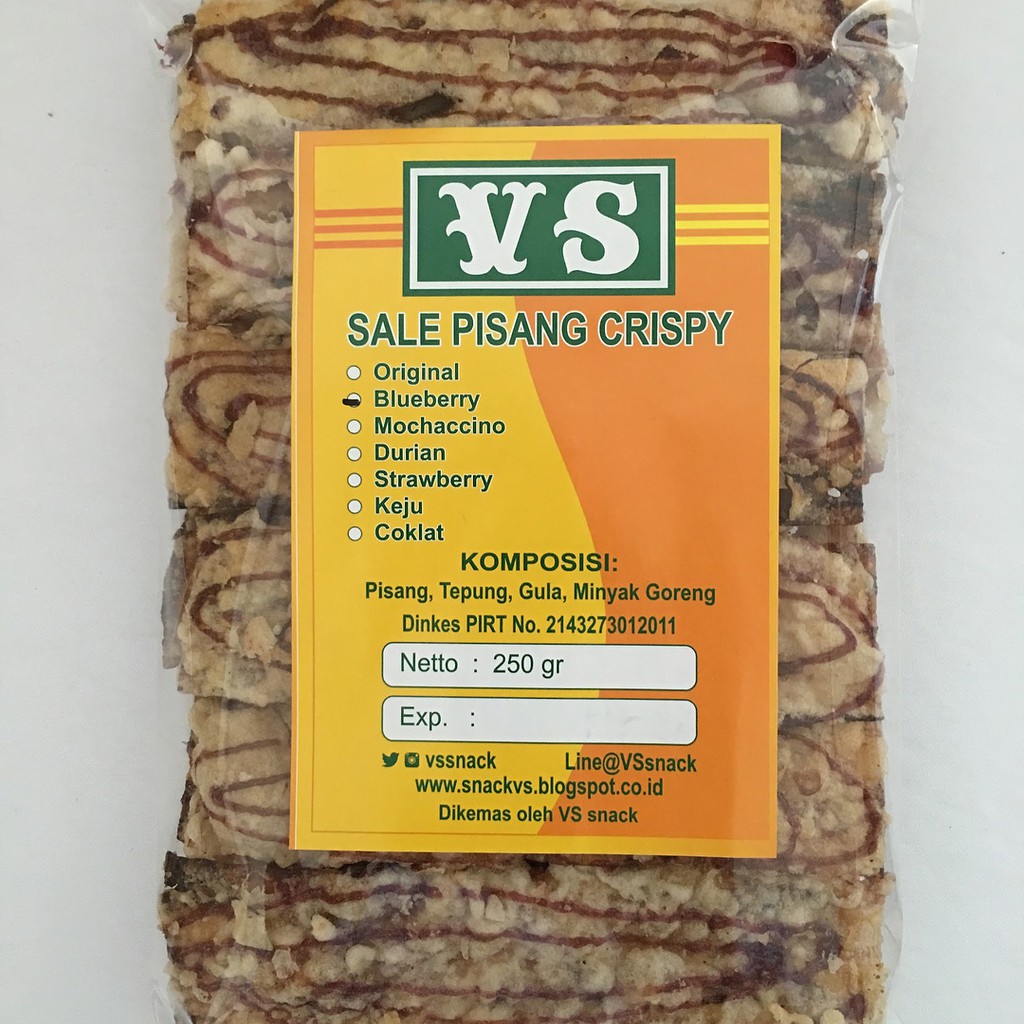 VS
SALE PISANG CRISPY
Original
Blueberry
Mochaccino
Durian
Strawberry
Keju
Coklat
KOMPOSISI:
Pisang, Tepung, Gula, Minyak Goreng
Dinkes PIRT No. 2143273012011
Netto : 250 gr
Exp. :
vssnack Line@VSsnack
www.snackvs.blogspot.co.id
Dikemas oleh VS snack